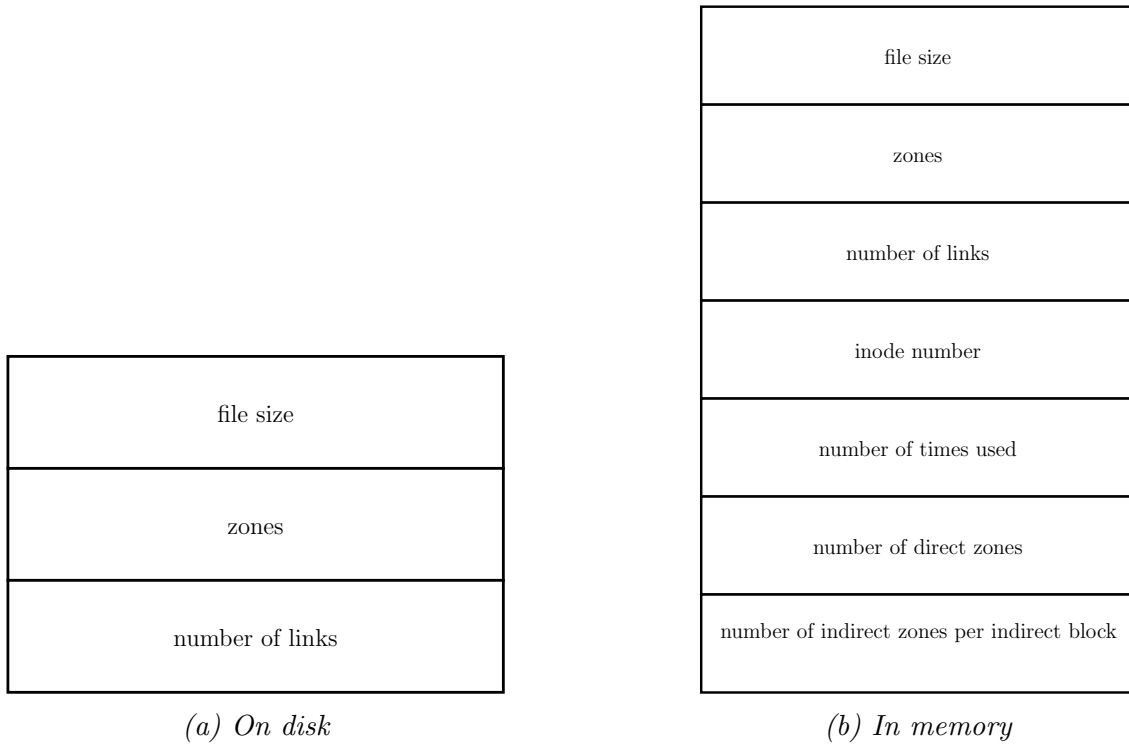 file size
zones
number of links
(a) On disk
file size
zones
number of links
inode number
number of times used
number of direct zones
number of indirect zones per indirect block
(b) In memory